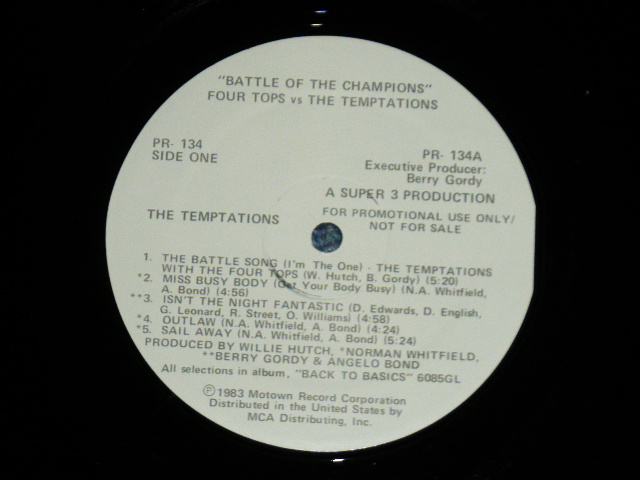 "BATTLE OF THE CHAMPIONS"
FOUR TOPS vs THE TEMPTATIONS
PR- 134
SIDE ONE
PR- 134A
Executive Producer:
Berry Gordy
A SUPER 3 PRODUCTION
THE TEMPTATIONS
FOR PROMOTIONAL USE ONLY/
NOT FOR SALE
1. THE BATTLE SONG (I'm The One) - THE TEMPTATIONS
WITH THE FOUR TOPS (W. Hutch, B. Gordy) (5:20)
*2. MISS BUSY BODY (Get Your Body Busy) (N.A. Whitfield,
A. Bond) (4:56)
**3. ISN'T THE NIGHT FANTASTIC (D. Edwards, D. English,
G. Leonard, R. Street, O. Williams) (4:58)
*4. OUTLAW (N.A. Whitfield, A. Bond) (4:24)
*5. SAIL AWAY (N.A. Whitfield, A. Bond) (5:24)
PRODUCED BY WILLIE HUTCH, *NORMAN WHITFIELD,
**BERRY GORDY & ANGELO BOND
All selections in album, "BACK TO BASICS" 6085GL
℗1983 Motown Record Corporation
Distributed in the United States by
MCA Distributing, Inc.